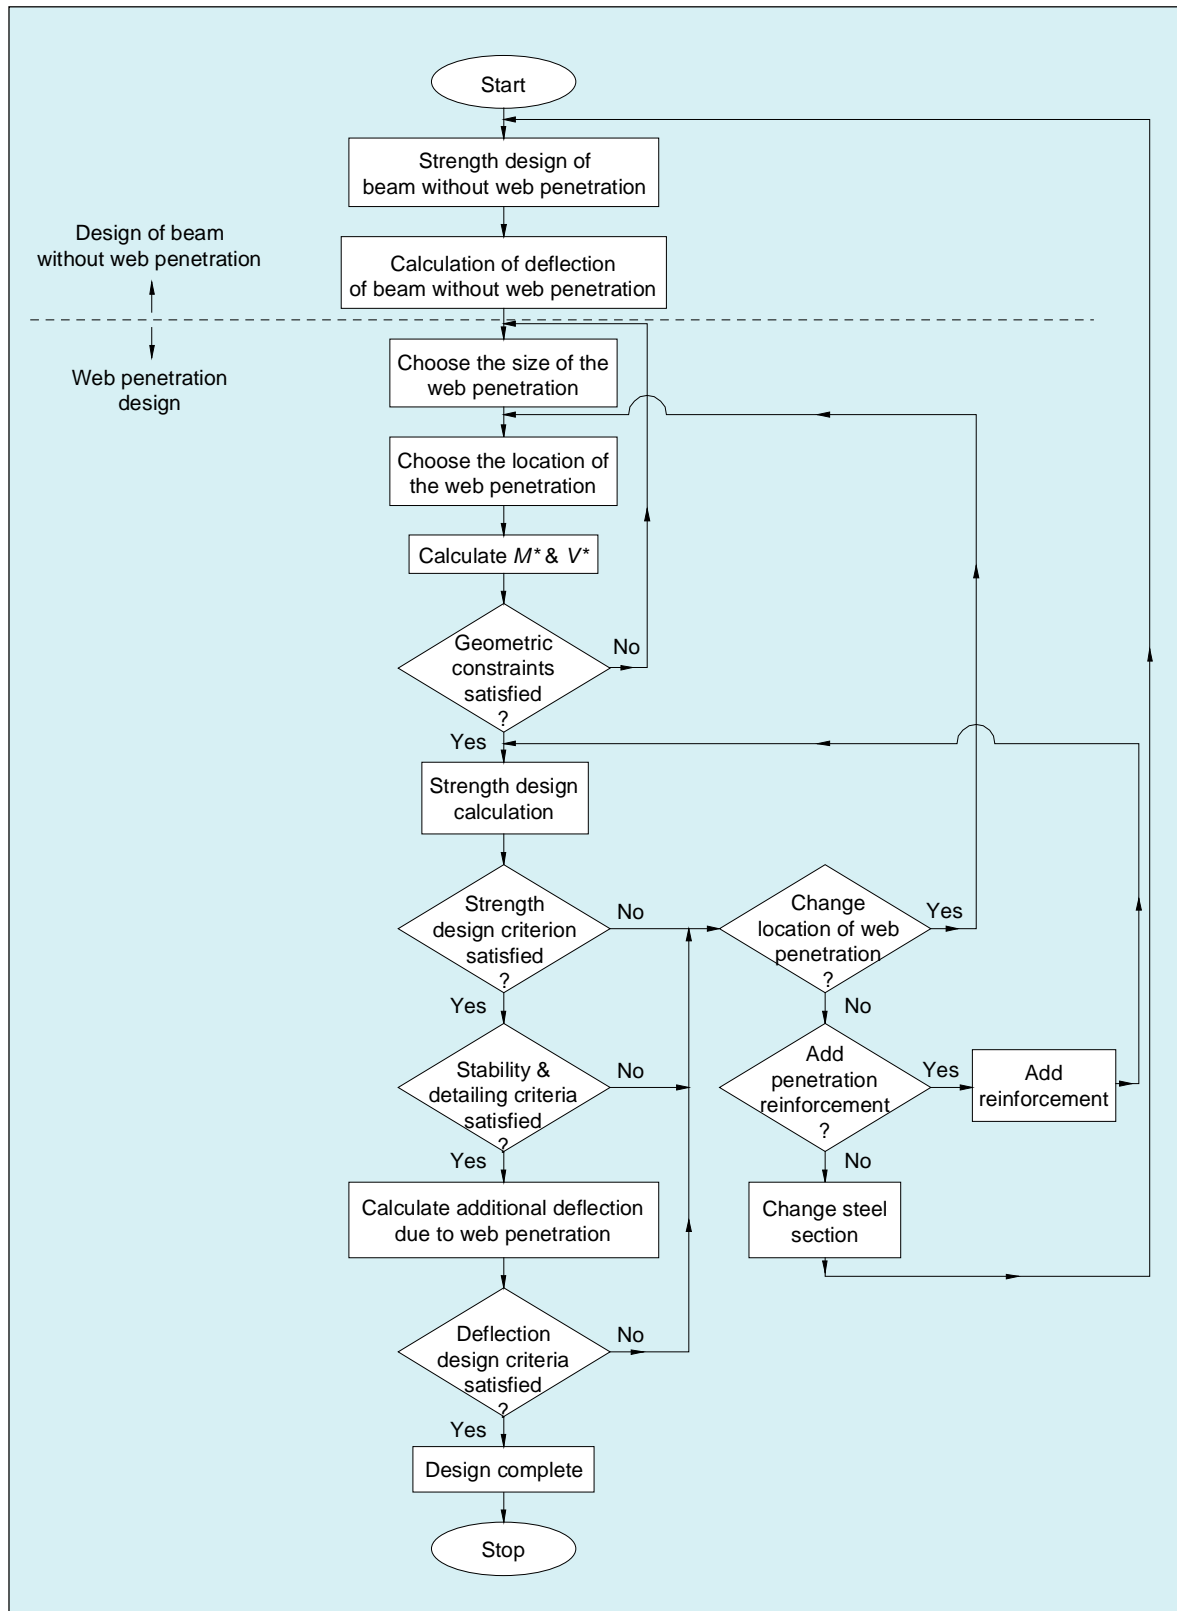 Start
Strength design of
beam without web penetration
Design of beam
without web penetration
Calculation of deflection
of beam without web penetration
Web penetration
design
Choose the size of the
web penetration
Choose the location of
the web penetration
Calculate M* & V*
Geometric
constraints
satisfied
?
No
Yes
Strength design
calculation
Strength
design criterion
satisfied
?
No
Yes
Change
location of web
penetration
?
Yes
No
Stability &
detailing criteria
satisfied
?
No
Yes
Add
penetration
reinforcement
?
Yes
No
Add
reinforcement
Calculate additional deflection
due to web penetration
Change steel
section
Deflection
design criteria
satisfied
?
No
Yes
Design complete
Stop